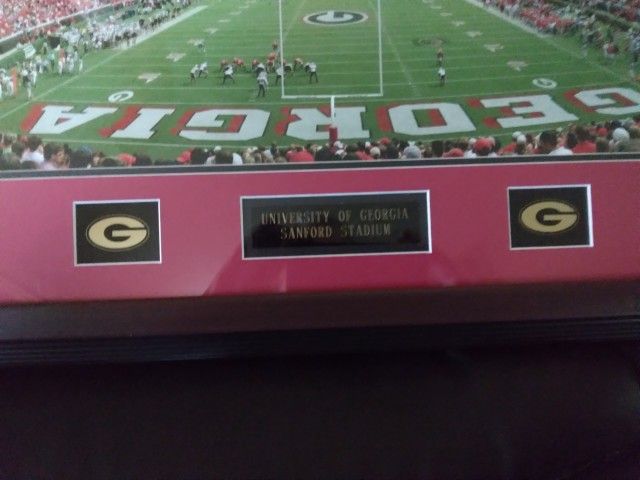 G
GEORGIA
G
UNIVERSITY OF GEORGIA
SANFORD STADIUM
G